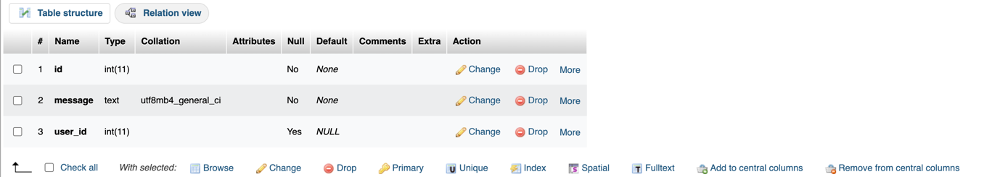 Table structure Relation view
# Name Type Collation Attributes Null Default Comments Extra Action
1 id int(11) No None Change Drop More
2 message text utf8mb4_general_ci No None Change Drop More
3 user_id int(11) Yes NULL Change Drop More
Check all With selected: Browse Change Drop Primary Unique Index Spatial Fulltext Add to central columns Remove from central columns